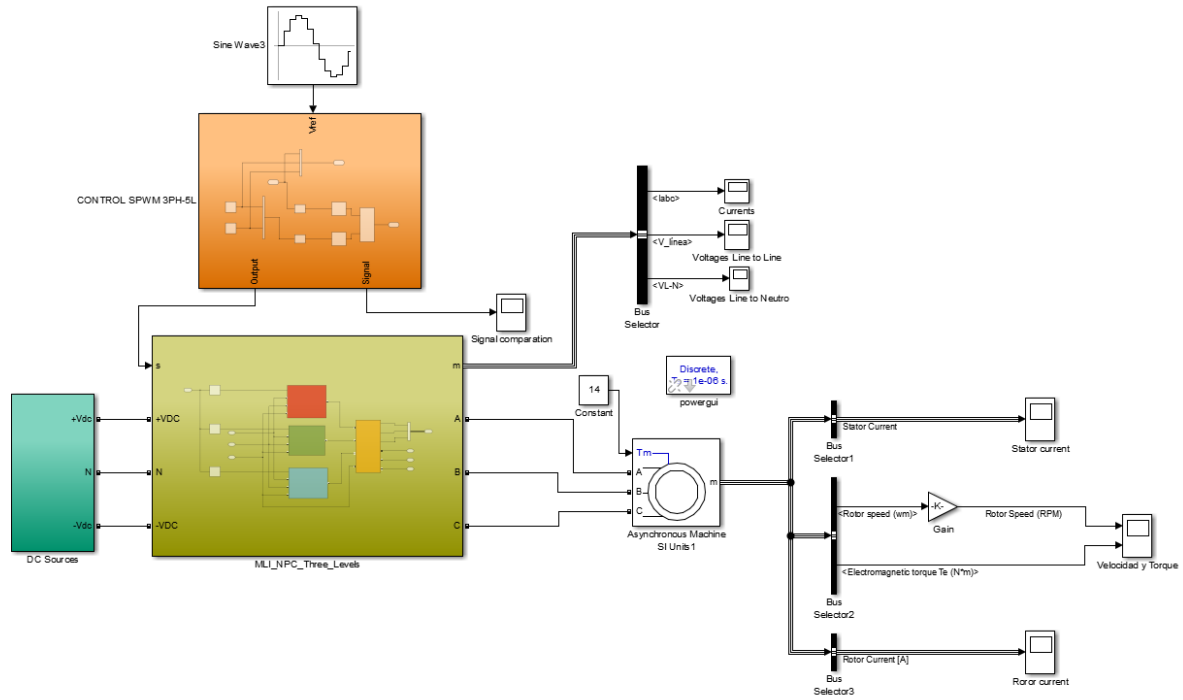 Sine Wave3
Vref
CONTROL SPWM 3PH-5L
Output
Signal
Signal comparation
<Iabc>
Currents
<V_línea>
Voltages Line to Line
<VL-N>
Voltages Line to Neutro
Bus
Selector
s
m
+VDC
N
-VDC
A
B
C
MLI_NPC_Three_Levels
+Vdc
N
-Vdc
DC Sources
14
Constant
Discrete,
= 1e-06 s.
powergui
Tm
A
B
C
m
Asynchronous Machine
SI Units1
Stator Current
Bus
Selector1
Stator current
<Rotor speed (wm)>
-K-
Gain
Rotor Speed (RPM)
<Electromagnetic torque Te (N*m)>
Velocidad y Torque
Bus
Selector2
Rotor Current [A]
Bus
Selector3
Roror current